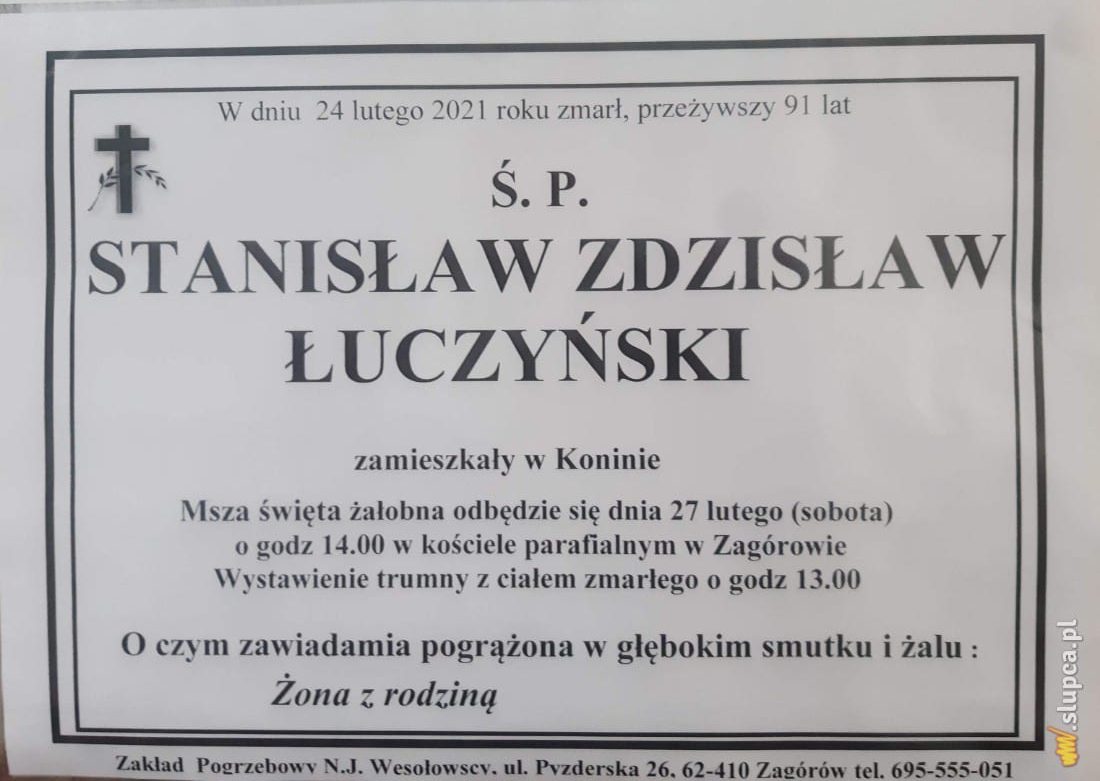 W dniu 24 lutego 2021 roku zmarł, przeżywszy 91 lat
Ś. P.
STANISŁAW ZDZISŁAW
ŁUCZYŃSKI
zamieszkały w Koninie
Msza święta żałobna odbędzie się dnia 27 lutego (sobota)
o godz 14.00 w kościele parafialnym w Zagórowie
Wystawienie trumny z ciałem zmarłego o godz 13.00
O czym zawiadamia pogrążona w głębokim smutku i żalu :
Żona z rodziną
Zakład Pogrzebowy N.J. Wesołowscy, ul. Pyzderska 26, 62-410 Zagórów tel. 695-555-051
.slupca.pl